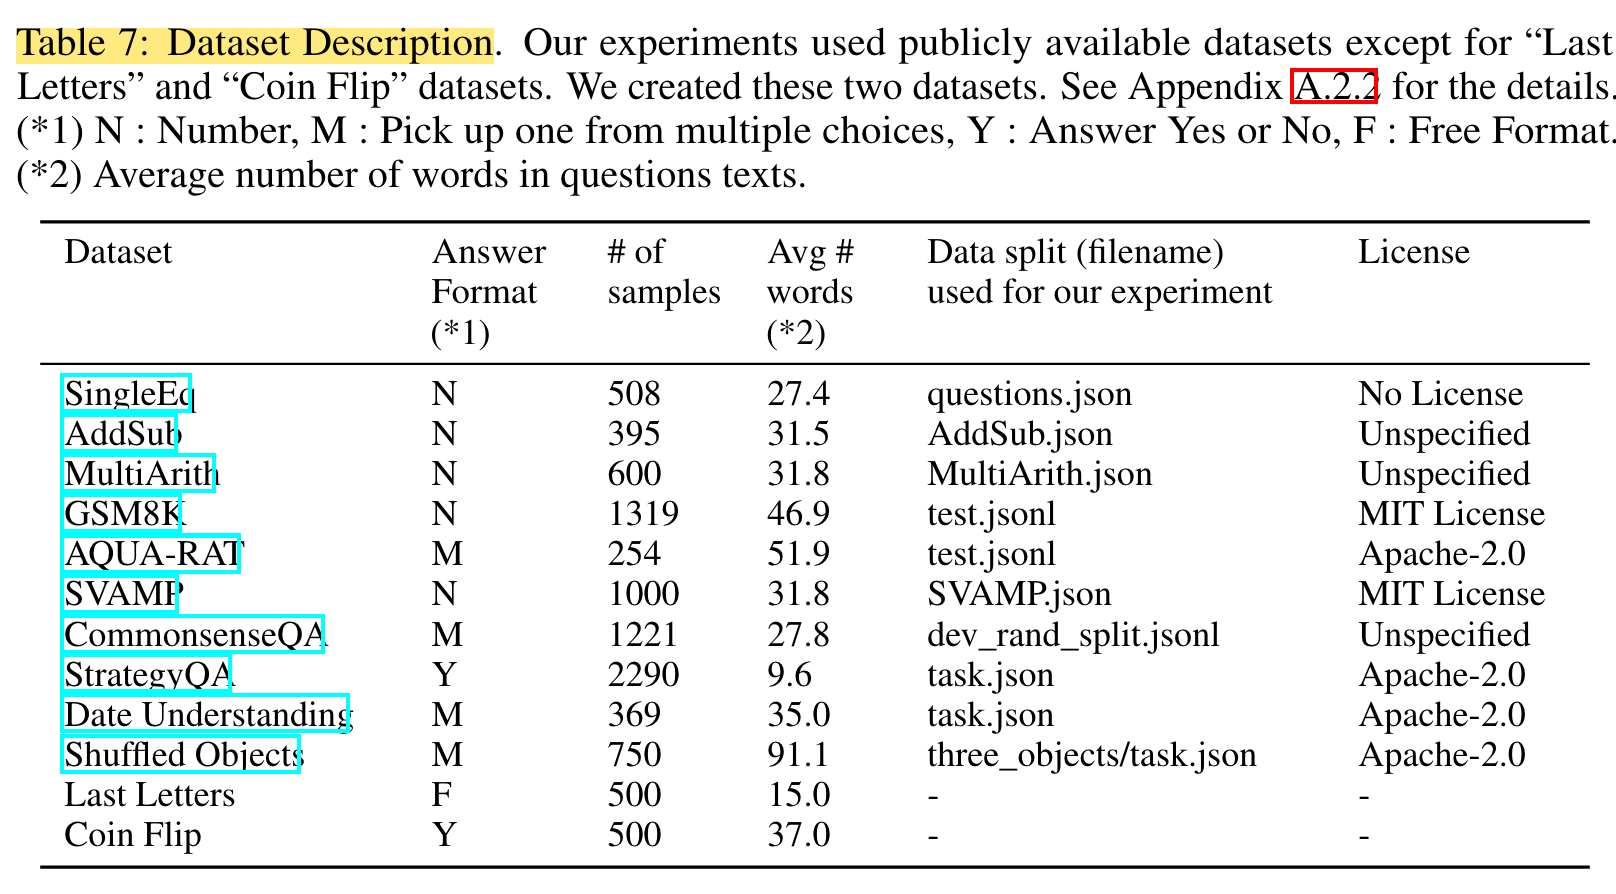 Table 7: Dataset Description. Our experiments used publicly available datasets except for “Last
Letters” and “Coin Flip” datasets. We created these two datasets. See Appendix A.2.2 for the details.
(*1) N : Number, M : Pick up one from multiple choices, Y : Answer Yes or No, F : Free Format.
(*2) Average number of words in questions texts.
Dataset Answer # of Avg # Data split (filename) License
Format samples words used for our experiment
(*1) (*2)
SingleEq N 508 27.4 questions.json No License
AddSub N 395 31.5 AddSub.json Unspecified
MultiArith N 600 31.8 MultiArith.json Unspecified
GSM8K N 1319 46.9 test.jsonl MIT License
AQUA-RAT M 254 51.9 test.jsonl Apache-2.0
SVAMP N 1000 31.8 SVAMP.json MIT License
CommonsenseQA M 1221 27.8 dev_rand_split.jsonl Unspecified
StrategyQA Y 2290 9.6 task.json Apache-2.0
Date Understanding M 369 35.0 task.json Apache-2.0
Shuffled Objects M 750 91.1 three_objects/task.json Apache-2.0
Last Letters F 500 15.0 - -
Coin Flip Y 500 37.0 - -